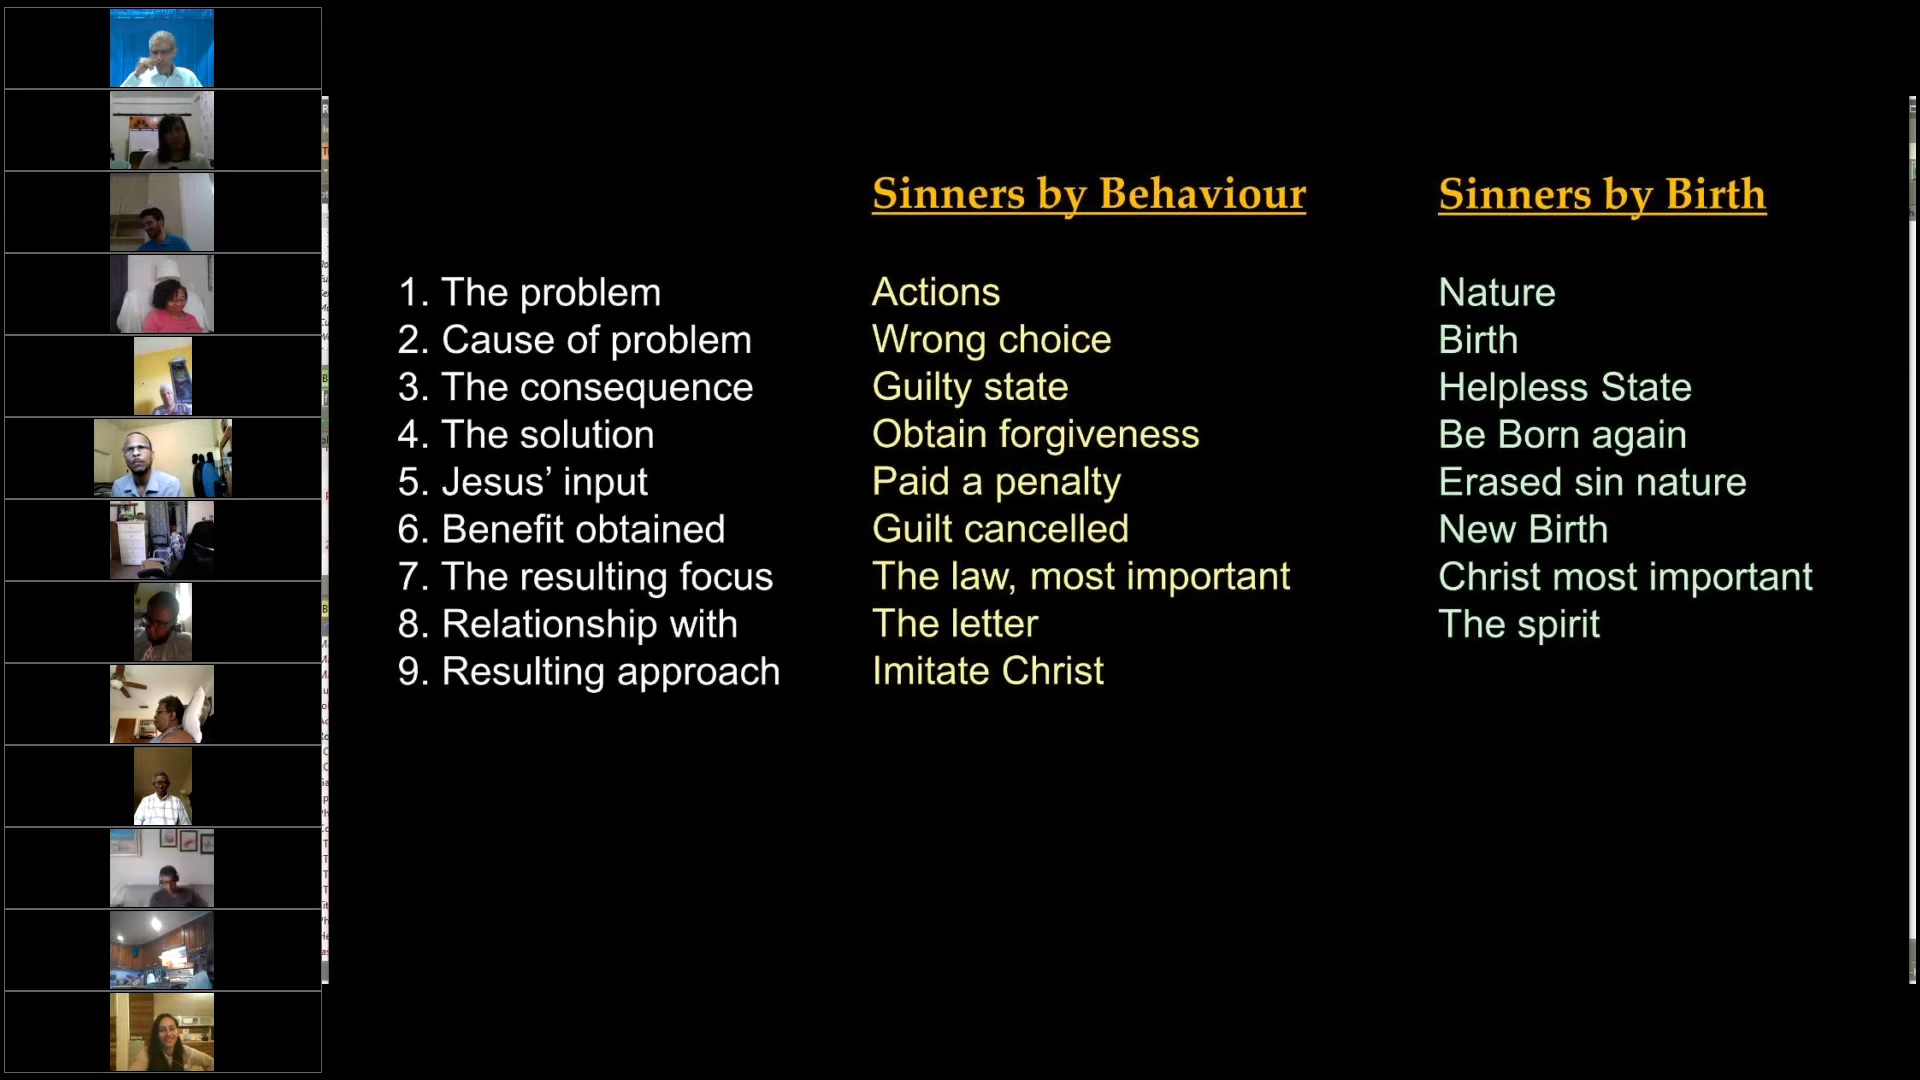 Sinners by Behaviour Sinners by Birth
1. The problem Actions Nature
2. Cause of problem Wrong choice Birth
3. The consequence Guilty state Helpless State
4. The solution Obtain forgiveness Be Born again
5. Jesus’ input Paid a penalty Erased sin nature
6. Benefit obtained Guilt cancelled New Birth
7. The resulting focus The law, most important Christ most important
8. Relationship with The letter The spirit
9. Resulting approach Imitate Christ